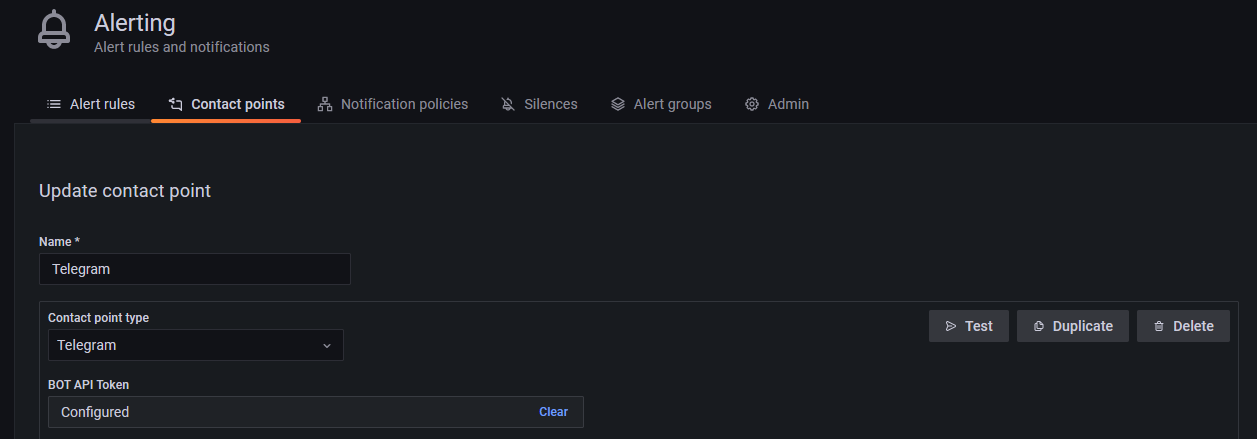 Alerting
Alert rules and notifications
Alert rules Contact points Notification policies Silences Alert groups Admin
Update contact point
Name *
Telegram
Contact point type
Test Duplicate Delete
Telegram
BOT API Token
Configured Clear